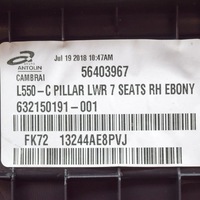 Jul 19 2018 10:47AM
ANTOLIN
CAMBRAI
56403967
L550-C PILLAR LWR 7 SEATS RH EBONY
632150191-001
FK72 13244AE8PVJ